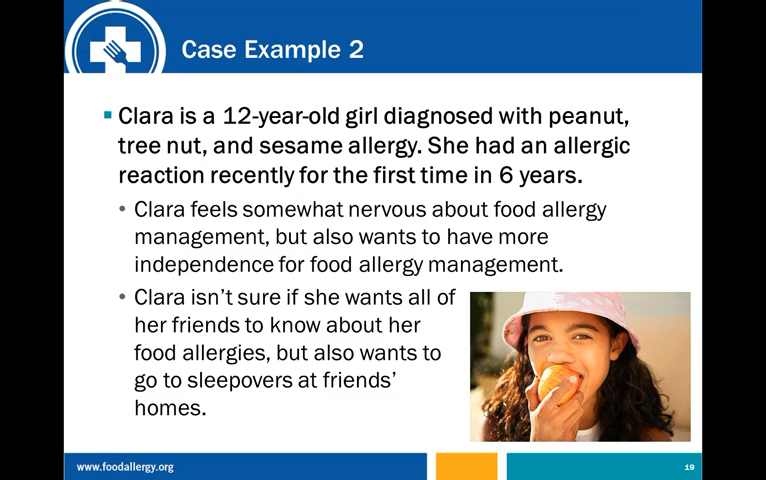 Case Example 2
▪ Clara is a 12-year-old girl diagnosed with peanut,
tree nut, and sesame allergy. She had an allergic
reaction recently for the first time in 6 years.
• Clara feels somewhat nervous about food allergy
management, but also wants to have more
independence for food allergy management.
• Clara isn’t sure if she wants all of
her friends to know about her
food allergies, but also wants to
go to sleepovers at friends’
homes.
www.foodallergy.org
19